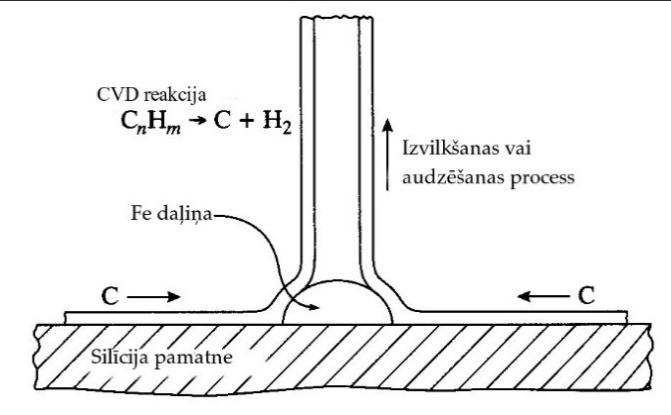 CVD reakcija
CₙHₘ → C + H₂
Izvilkšanas vai
audzēšanas process
Fe daļiņa
C →
← C
Silīcija pamatne